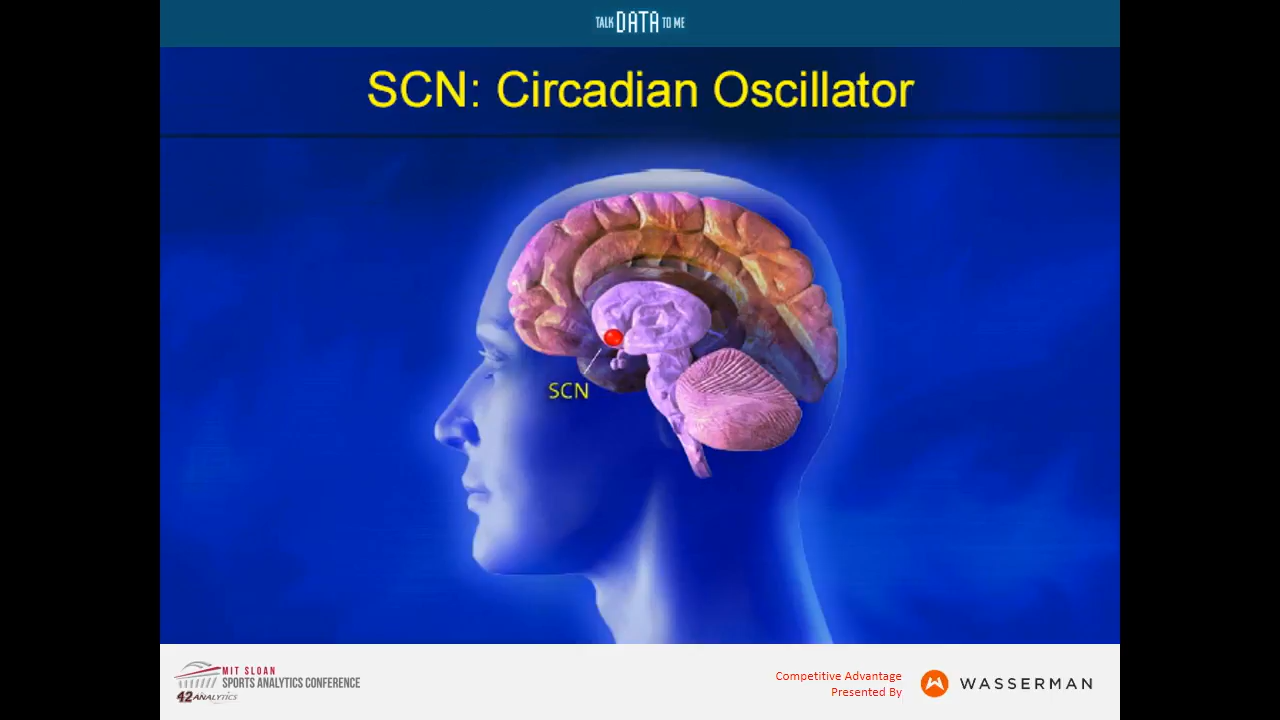 TALK DATA TO ME
SCN: Circadian Oscillator
SCN
MIT SLOAN
SPORTS ANALYTICS CONFERENCE
42 ANALYTICS
Competitive Advantage
Presented By
WASSERMAN